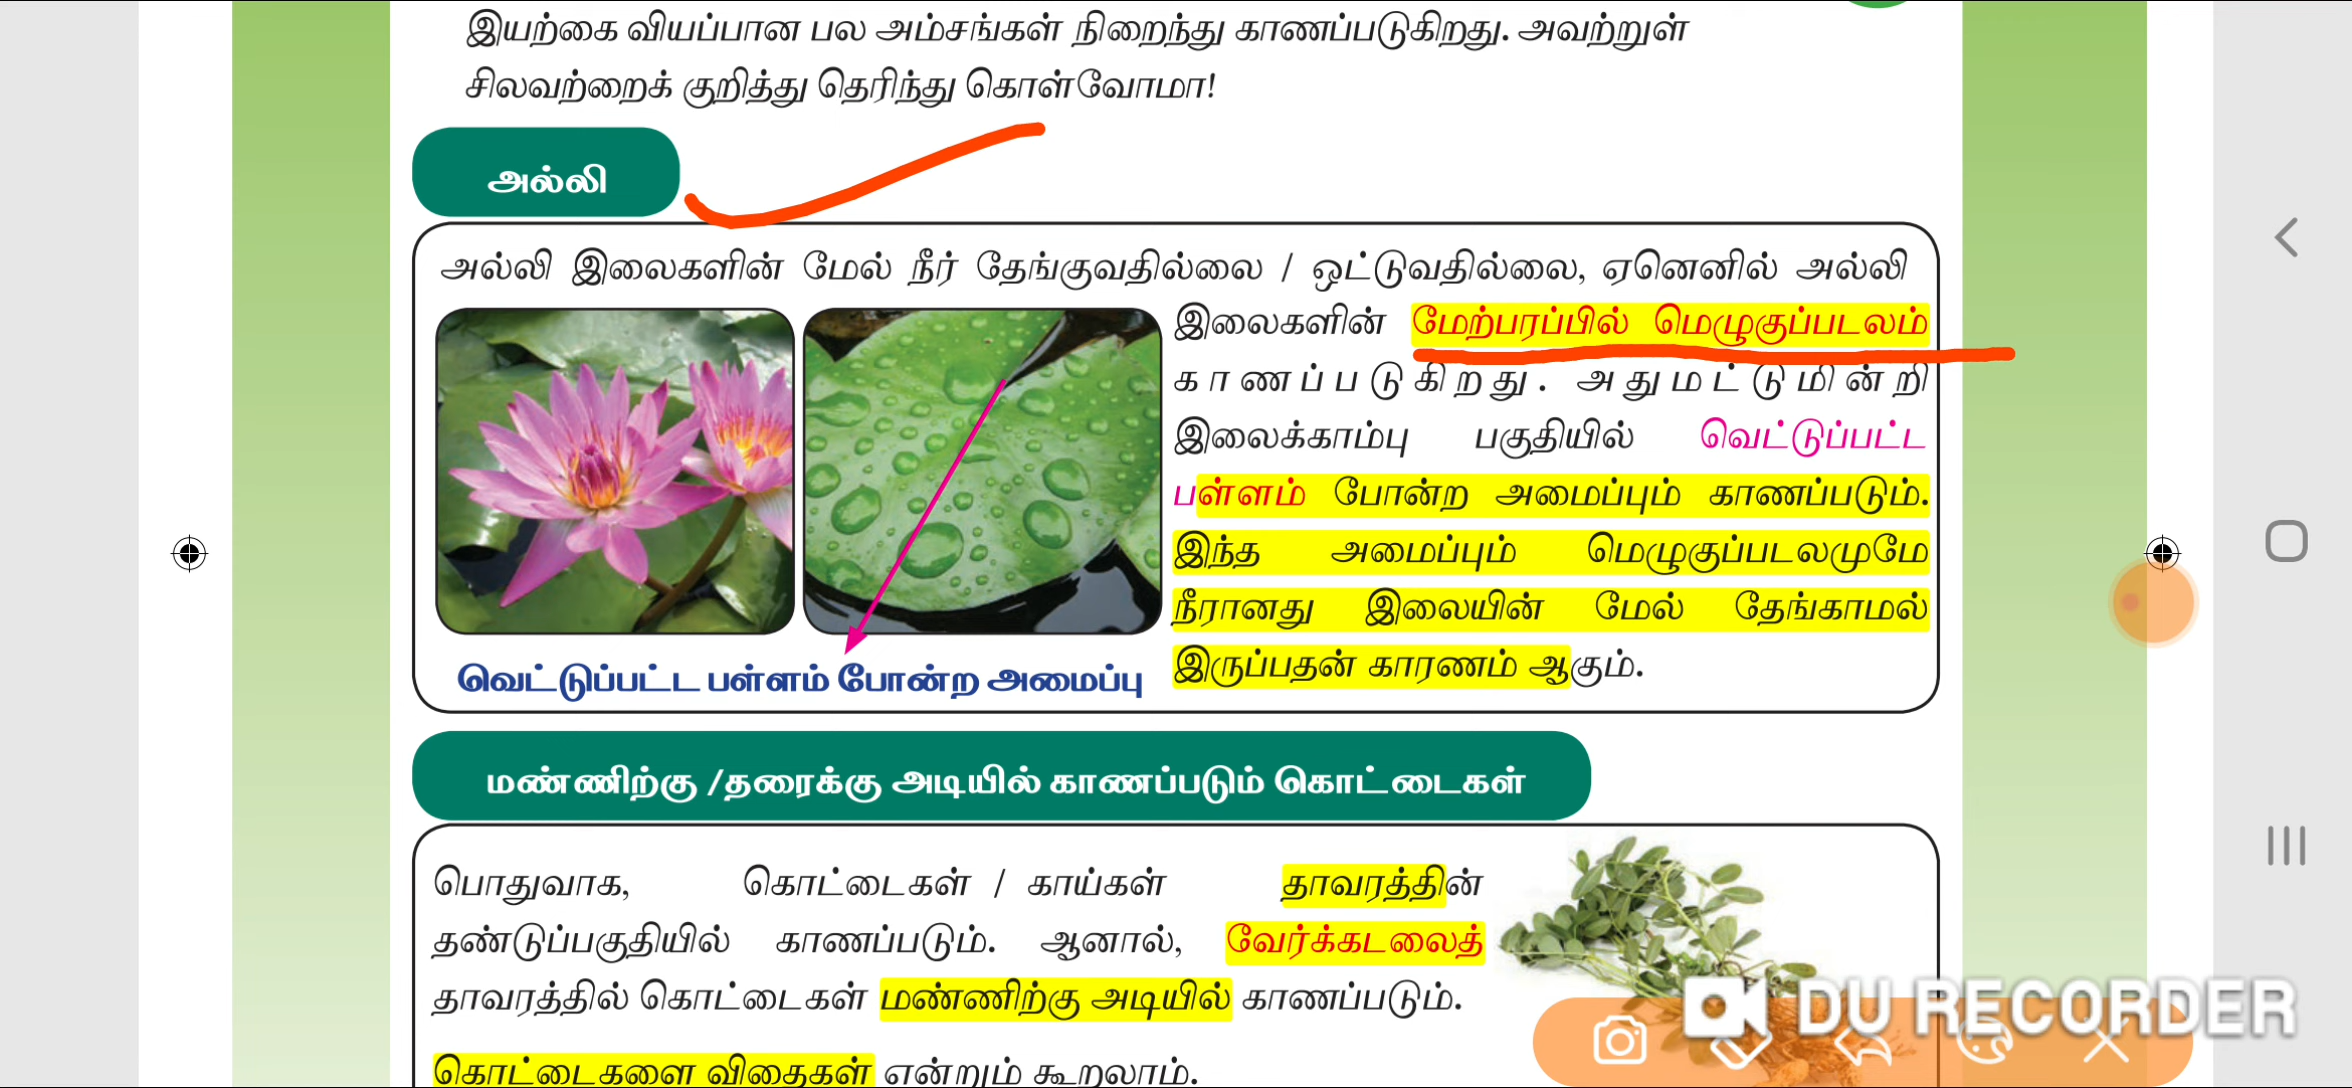 இயற்கை வியப்பான பல அம்சங்கள் நிறைந்து காணப்படுகிறது. அவற்றுள்
சிலவற்றைக் குறித்து தெரிந்து கொள்வோமா!
அல்லி
அல்லி இலைகளின் மேல் நீர் தேங்குவதில்லை / ஒட்டுவதில்லை, ஏனெனில் அல்லி
இலைகளின் மேற்பரப்பில் மெழுகுப்படலம்
காணப்படுகிறது. அதுமட்டுமின்றி
இலைக்காம்பு பகுதியில் வெட்டுப்பட்ட
பள்ளம் போன்ற அமைப்பும் காணப்படும்.
இந்த அமைப்பும் மெழுகுப்படலமுமே
நீரானது இலையின் மேல் தேங்காமல்
இருப்பதன் காரணம் ஆகும்.
வெட்டுப்பட்ட பள்ளம் போன்ற அமைப்பு
மண்ணிற்கு /தரைக்கு அடியில் காணப்படும் கொட்டைகள்
பொதுவாக, கொட்டைகள் / காய்கள் தாவரத்தின்
தண்டுப்பகுதியில் காணப்படும். ஆனால், வேர்க்கடலைத்
தாவரத்தில் கொட்டைகள் மண்ணிற்கு அடியில் காணப்படும்.
கொட்டைகளை விதைகள் என்றும் கூறலாம்.
DU RECORDER